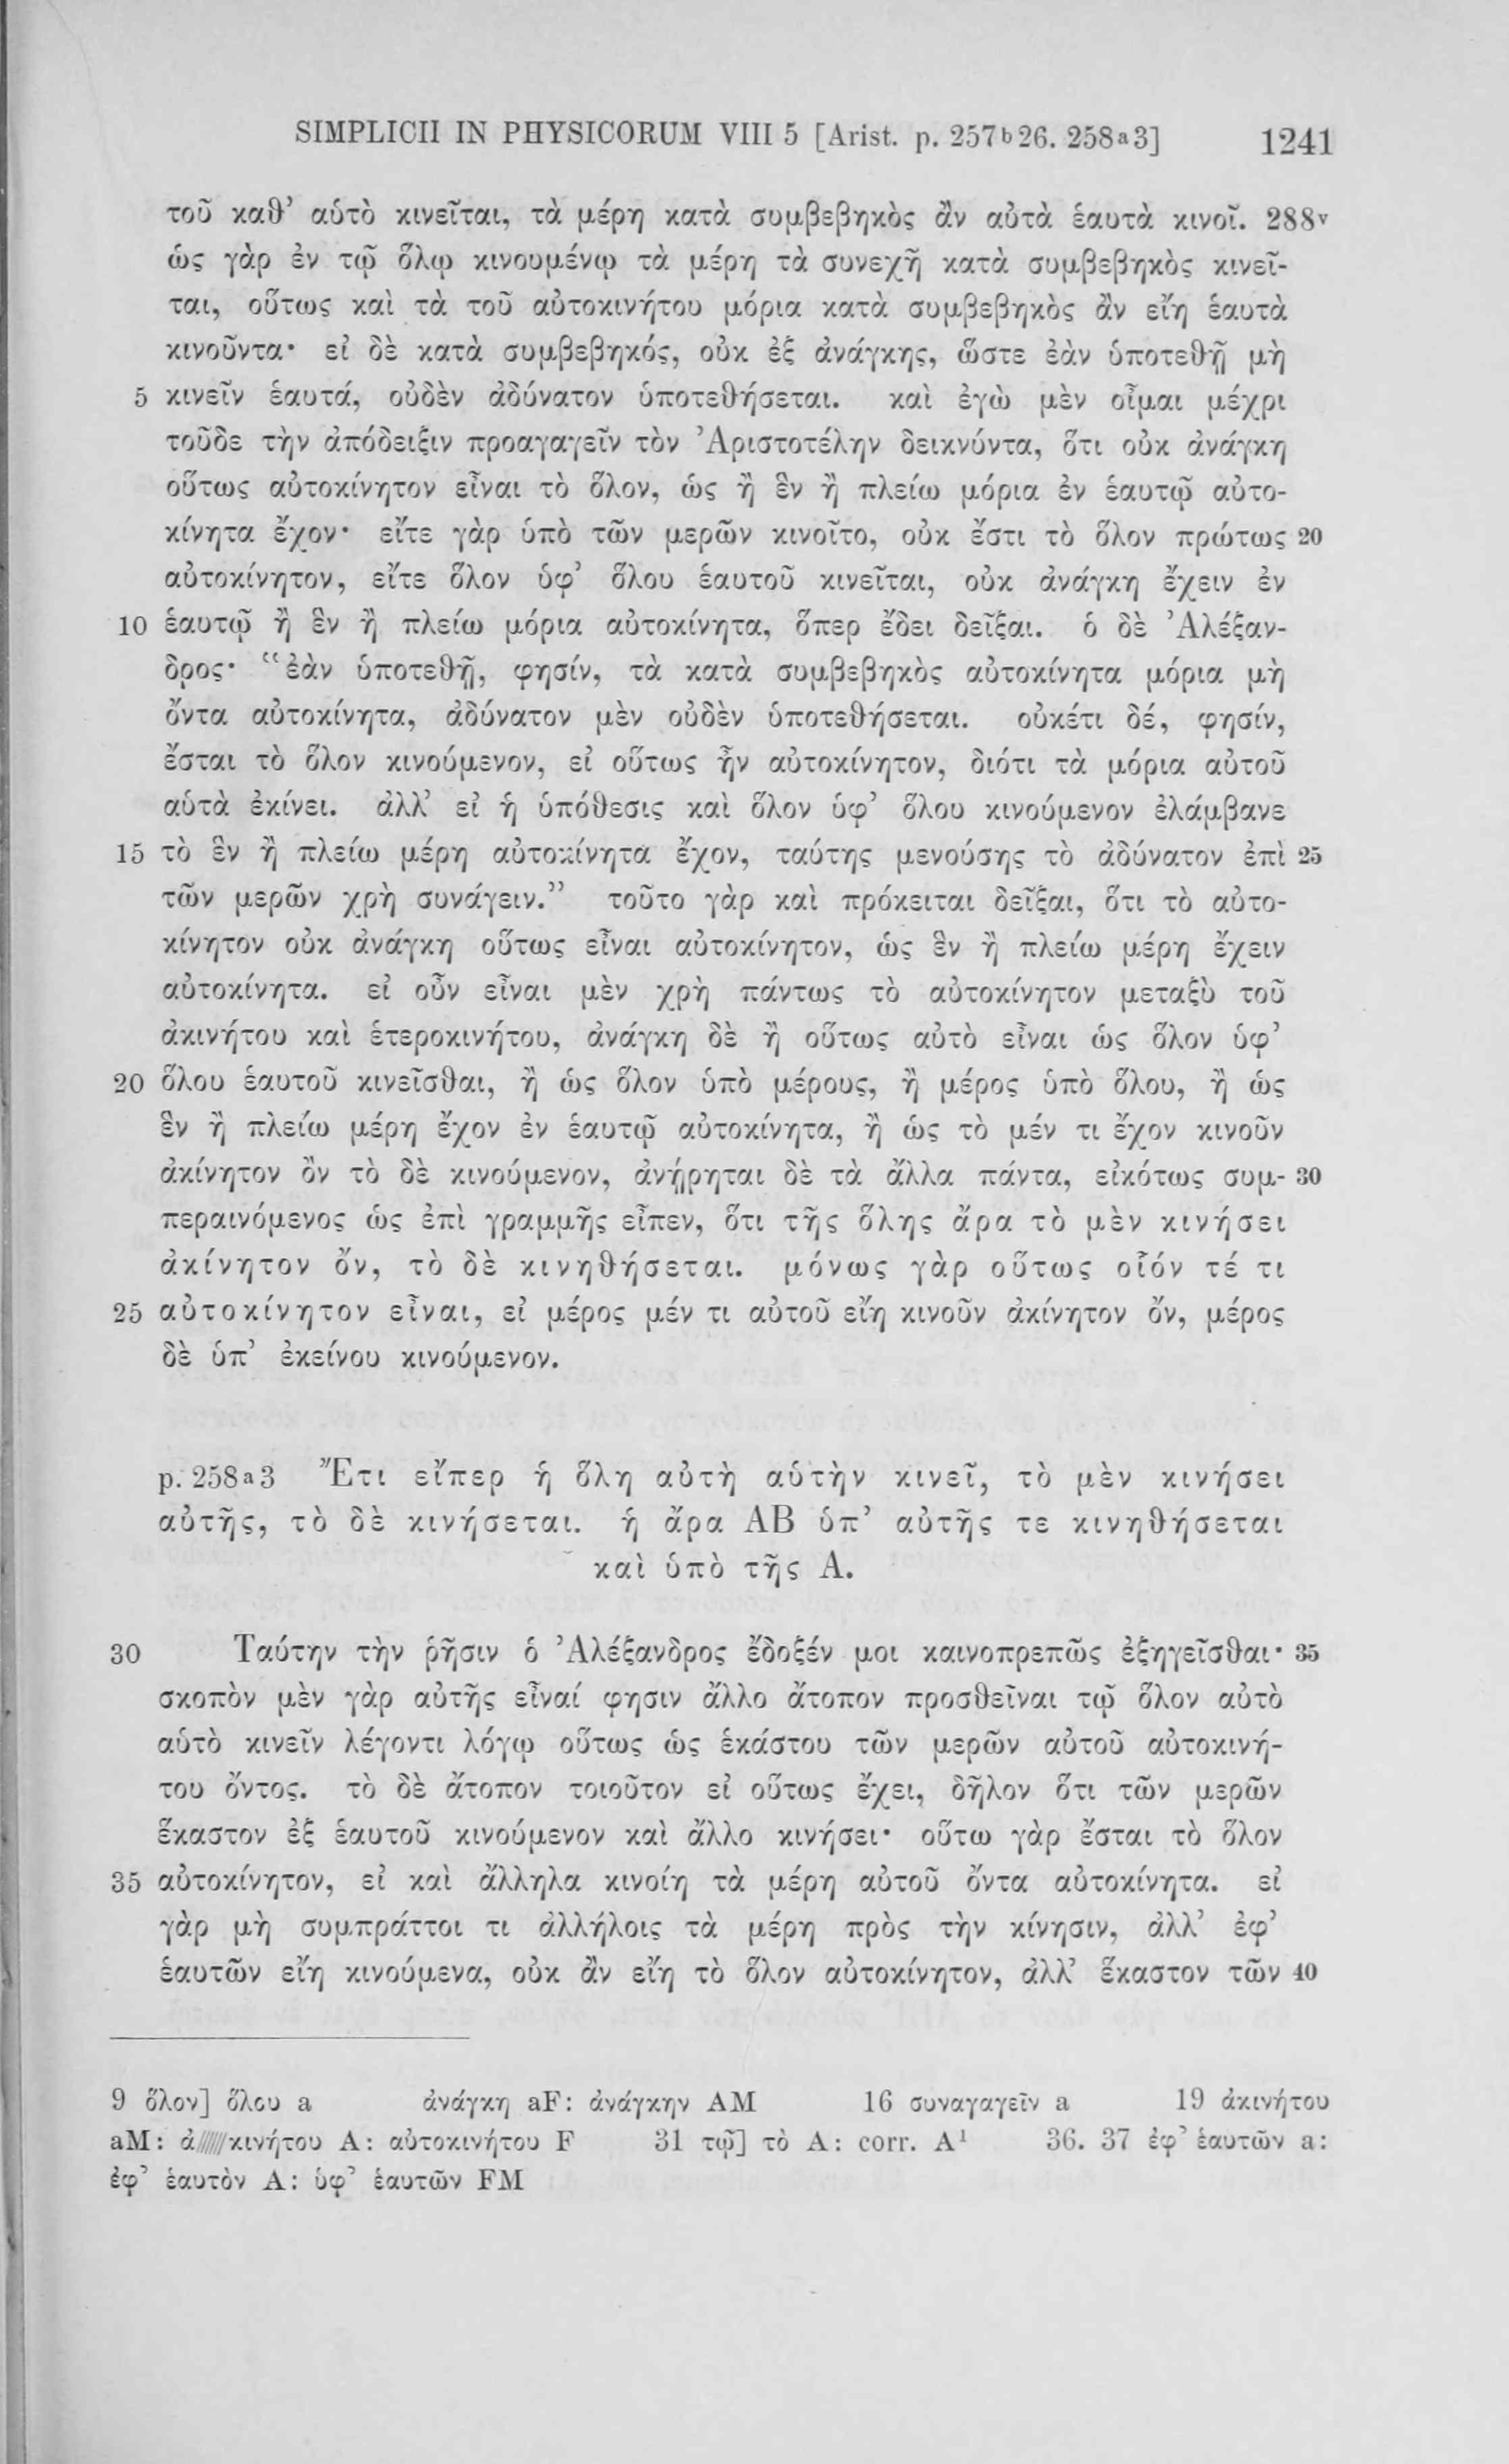 SIMPLICII IN PHYSICORUM VIII 5 [Arist. p. 257b26. 258a3] 1241
τοῦ καθ’ αὑτὸ κινεῖται, τὰ μέρη κατὰ συμβεβηκὸς ἂν αὐτὰ ἑαυτὰ κινοῖ. 288v
ὡς γὰρ ἐν τῷ ὅλῳ κινουμένῳ τὰ μέρη τὰ συνεχῆ κατὰ συμβεβηκὸς κινεῖ-
ται, οὕτως καὶ τὰ τοῦ αὐτοκινήτου μόρια κατὰ συμβεβηκὸς ἂν εἴη ἑαυτὰ
κινοῦντα· εἰ δὲ κατὰ συμβεβηκός, οὐκ ἐξ ἀνάγκης, ὥστε ἐὰν ὑποτεθῇ μὴ
5 κινεῖν ἑαυτά, οὐδὲν ἀδύνατον ὑποτεθήσεται. καὶ ἐγὼ μὲν οἶμαι μέχρι
τοῦδε τὴν ἀπόδειξιν προαγαγεῖν τὸν Ἀριστοτέλην δεικνύντα, ὅτι οὐκ ἀνάγκη
οὕτως αὐτοκίνητον εἶναι τὸ ὅλον, ὡς ἢ ἓν ἢ πλείω μόρια ἐν ἑαυτῷ αὐτο-
κίνητα ἔχον· εἴτε γὰρ ὑπὸ τῶν μερῶν κινοῖτο, οὐκ ἔστι τὸ ὅλον πρώτως 20
αὐτοκίνητον, εἴτε ὅλον ὑφ’ ὅλου ἑαυτοῦ κινεῖται, οὐκ ἀνάγκη ἔχειν ἐν
10 ἑαυτῷ ἢ ἓν ἢ πλείω μόρια αὐτοκίνητα, ὅπερ ἔδει δεῖξαι. ὁ δὲ Ἀλέξαν-
δρος· “ἐὰν ὑποτεθῇ, φησίν, τὰ κατὰ συμβεβηκὸς αὐτοκίνητα μόρια μὴ
ὄντα αὐτοκίνητα, ἀδύνατον μὲν οὐδὲν ὑποτεθήσεται. οὐκέτι δέ, φησίν,
ἔσται τὸ ὅλον κινούμενον, εἰ οὕτως ἦν αὐτοκίνητον, διότι τὰ μόρια αὐτοῦ
αὑτὰ ἐκίνει. ἀλλ’ εἰ ἡ ὑπόθεσις καὶ ὅλον ὑφ’ ὅλου κινούμενον ἐλάμβανε
15 τὸ ἓν ἢ πλείω μέρη αὐτοκίνητα ἔχον, ταύτης μενούσης τὸ ἀδύνατον ἐπὶ 25
τῶν μερῶν χρὴ συνάγειν.” τοῦτο γὰρ καὶ πρόκειται δεῖξαι, ὅτι τὸ αὐτο-
κίνητον οὐκ ἀνάγκη οὕτως εἶναι αὐτοκίνητον, ὡς ἓν ἢ πλείω μέρη ἔχειν
αὐτοκίνητα. εἰ οὖν εἶναι μὲν χρὴ πάντως τὸ αὐτοκίνητον μεταξὺ τοῦ
ἀκινήτου καὶ ἑτεροκινήτου, ἀνάγκη δὲ ἢ οὕτως αὐτὸ εἶναι ὡς ὅλον ὑφ’
20 ὅλου ἑαυτοῦ κινεῖσθαι, ἢ ὡς ὅλον ὑπὸ μέρους, ἢ μέρος ὑπὸ ὅλου, ἢ ὡς
ἓν ἢ πλείω μέρη ἔχον ἐν ἑαυτῷ αὐτοκίνητα, ἢ ὡς τὸ μέν τι ἔχον κινοῦν
ἀκίνητον ὂν τὸ δὲ κινούμενον, ἀνῄρηται δὲ τὰ ἄλλα πάντα, εἰκότως συμ- 30
περαινόμενος ὡς ἐπὶ γραμμῆς εἶπεν, ὅτι τῆς ὅλης ἄρα τὸ μὲν κινήσει
ἀκίνητον ὄν, τὸ δὲ κινηθήσεται. μόνως γὰρ οὕτως οἷόν τέ τι
25 αὐτοκίνητον εἶναι, εἰ μέρος μέν τι αὐτοῦ εἴη κινοῦν ἀκίνητον ὄν, μέρος
δὲ ὑπ’ ἐκείνου κινούμενον.
p. 258a3 Ἔτι εἴπερ ἡ ὅλη αὐτὴ αὑτὴν κινεῖ, τὸ μὲν κινήσει
αὐτῆς, τὸ δὲ κινήσεται. ἡ ἄρα ΑΒ ὑπ’ αὐτῆς τε κινηθήσεται
καὶ ὑπὸ τῆς Α.
30 Ταύτην τὴν ῥῆσιν ὁ Ἀλέξανδρος ἔδοξέν μοι καινοπρεπῶς ἐξηγεῖσθαι· 35
σκοπὸν μὲν γὰρ αὐτῆς εἶναί φησιν ἄλλο ἄτοπον προσθεῖναι τῷ ὅλον αὐτὸ
αὑτὸ κινεῖν λέγοντι λόγῳ οὕτως ὡς ἑκάστου τῶν μερῶν αὐτοῦ αὐτοκινή-
του ὄντος. τὸ δὲ ἄτοπον τοιοῦτον εἰ οὕτως ἔχει, δῆλον ὅτι τῶν μερῶν
ἕκαστον ἐξ ἑαυτοῦ κινούμενον καὶ ἄλλο κινήσει· οὕτω γὰρ ἔσται τὸ ὅλον
35 αὐτοκίνητον, εἰ καὶ ἄλληλα κινοίη τὰ μέρη αὐτοῦ ὄντα αὐτοκίνητα. εἰ
γὰρ μὴ συμπράττοι τι ἀλλήλοις τὰ μέρη πρὸς τὴν κίνησιν, ἀλλ’ ἐφ’
ἑαυτῶν εἴη κινούμενα, οὐκ ἂν εἴη τὸ ὅλον αὐτοκίνητον, ἀλλ’ ἕκαστον τῶν 40
9 ὅλον] ὅλου a ἀνάγκη aF: ἀνάγκην AM 16 συναγαγεῖν a 19 ἀκινήτου
aM: ἀ//////κινήτου A: αὐτοκινήτου F 31 τῷ] τὸ A: corr. A¹ 36. 37 ἐφ’ ἑαυτῶν a:
ἐφ’ ἑαυτὸν A: ὑφ’ ἑαυτῶν FM